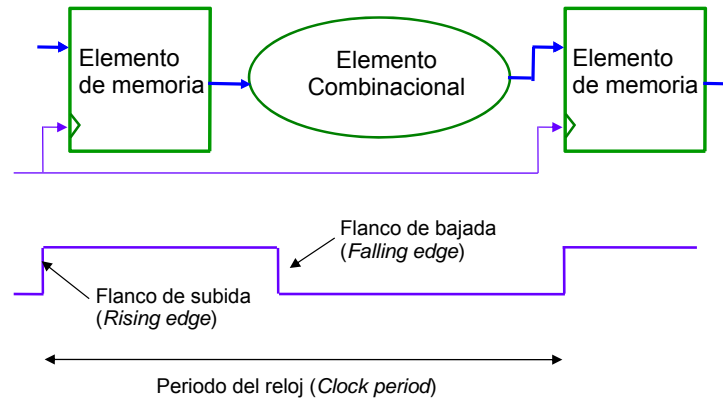 Elemento
de memoria
Elemento
Combinacional
Elemento
de memoria
Flanco de bajada
(Falling edge)
Flanco de subida
(Rising edge)
Periodo del reloj (Clock period)